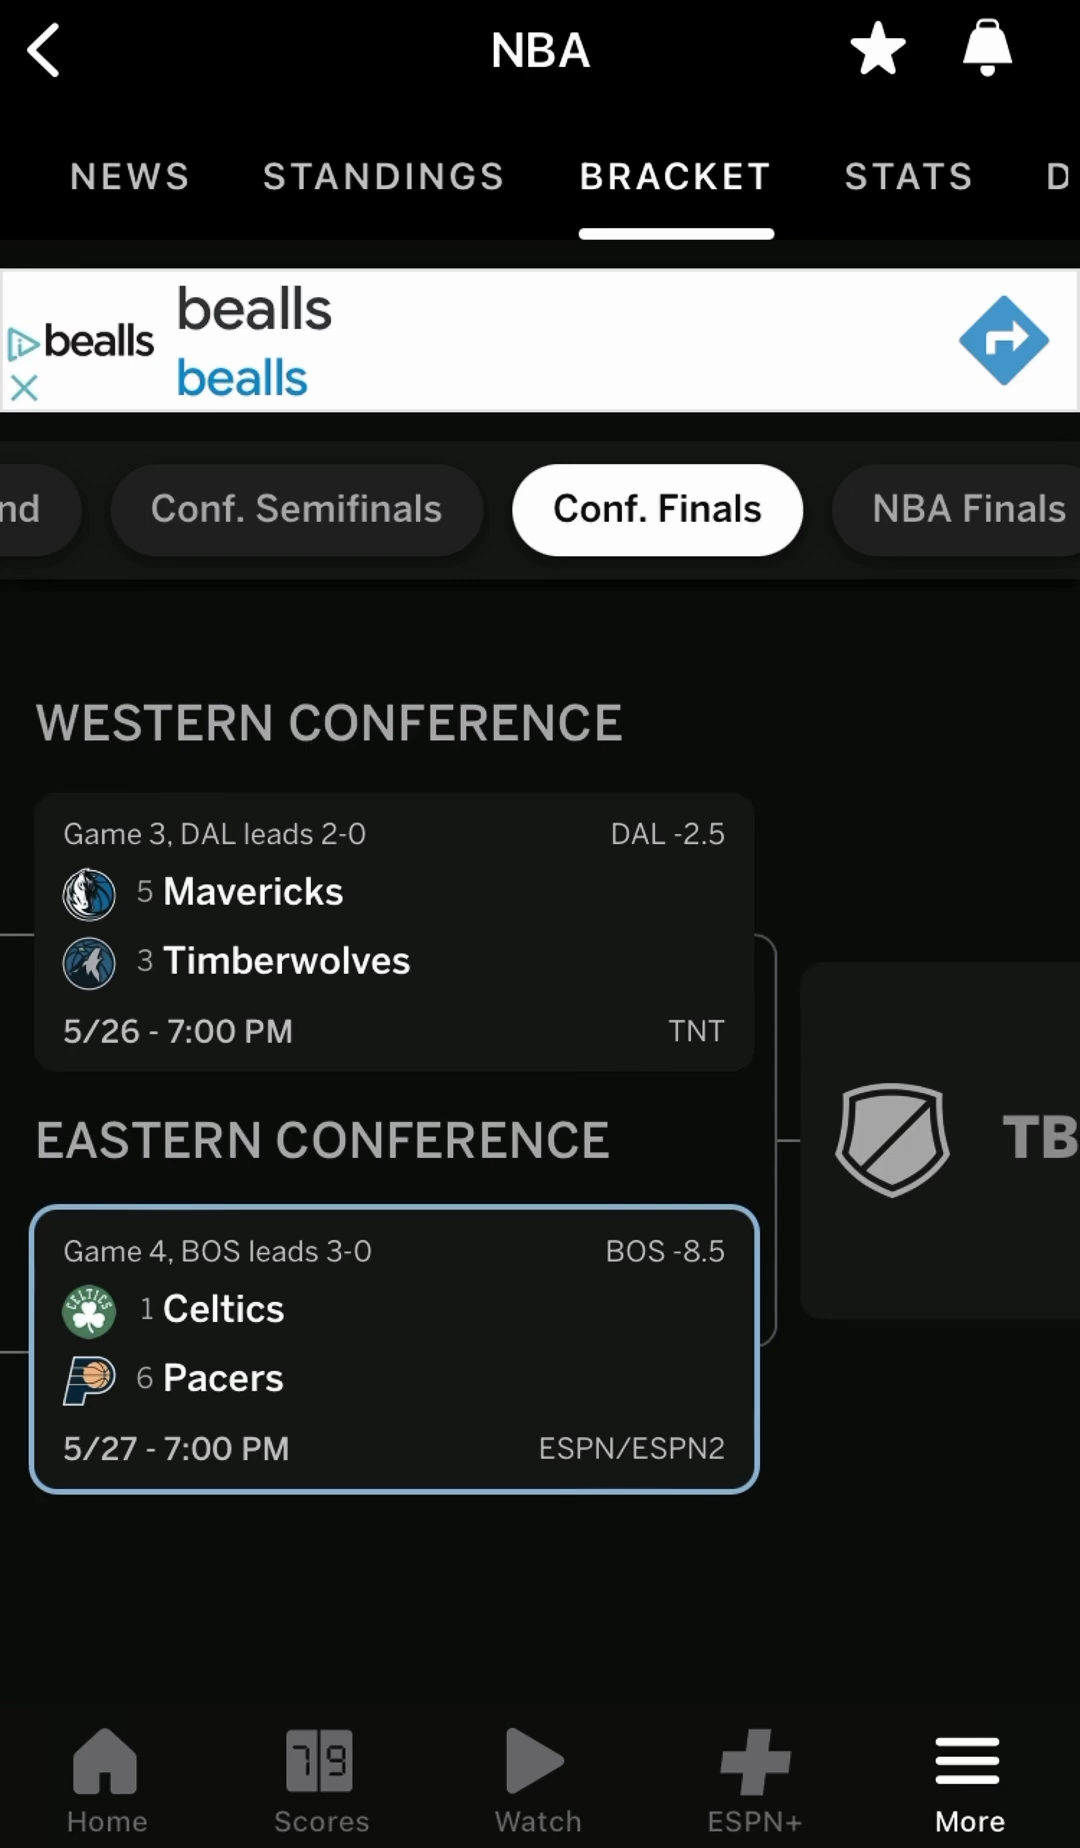 NBA
NEWS STANDINGS BRACKET STATS D
bealls
bealls
bealls
nd Conf. Semifinals Conf. Finals NBA Finals
WESTERN CONFERENCE
Game 3, DAL leads 2-0 DAL -2.5
5 Mavericks
3 Timberwolves
5/26 - 7:00 PM TNT
EASTERN CONFERENCE
TB
Game 4, BOS leads 3-0 BOS -8.5
CELTICS
1 Celtics
6 Pacers
5/27 - 7:00 PM ESPN/ESPN2
79
Home Scores Watch ESPN+ More